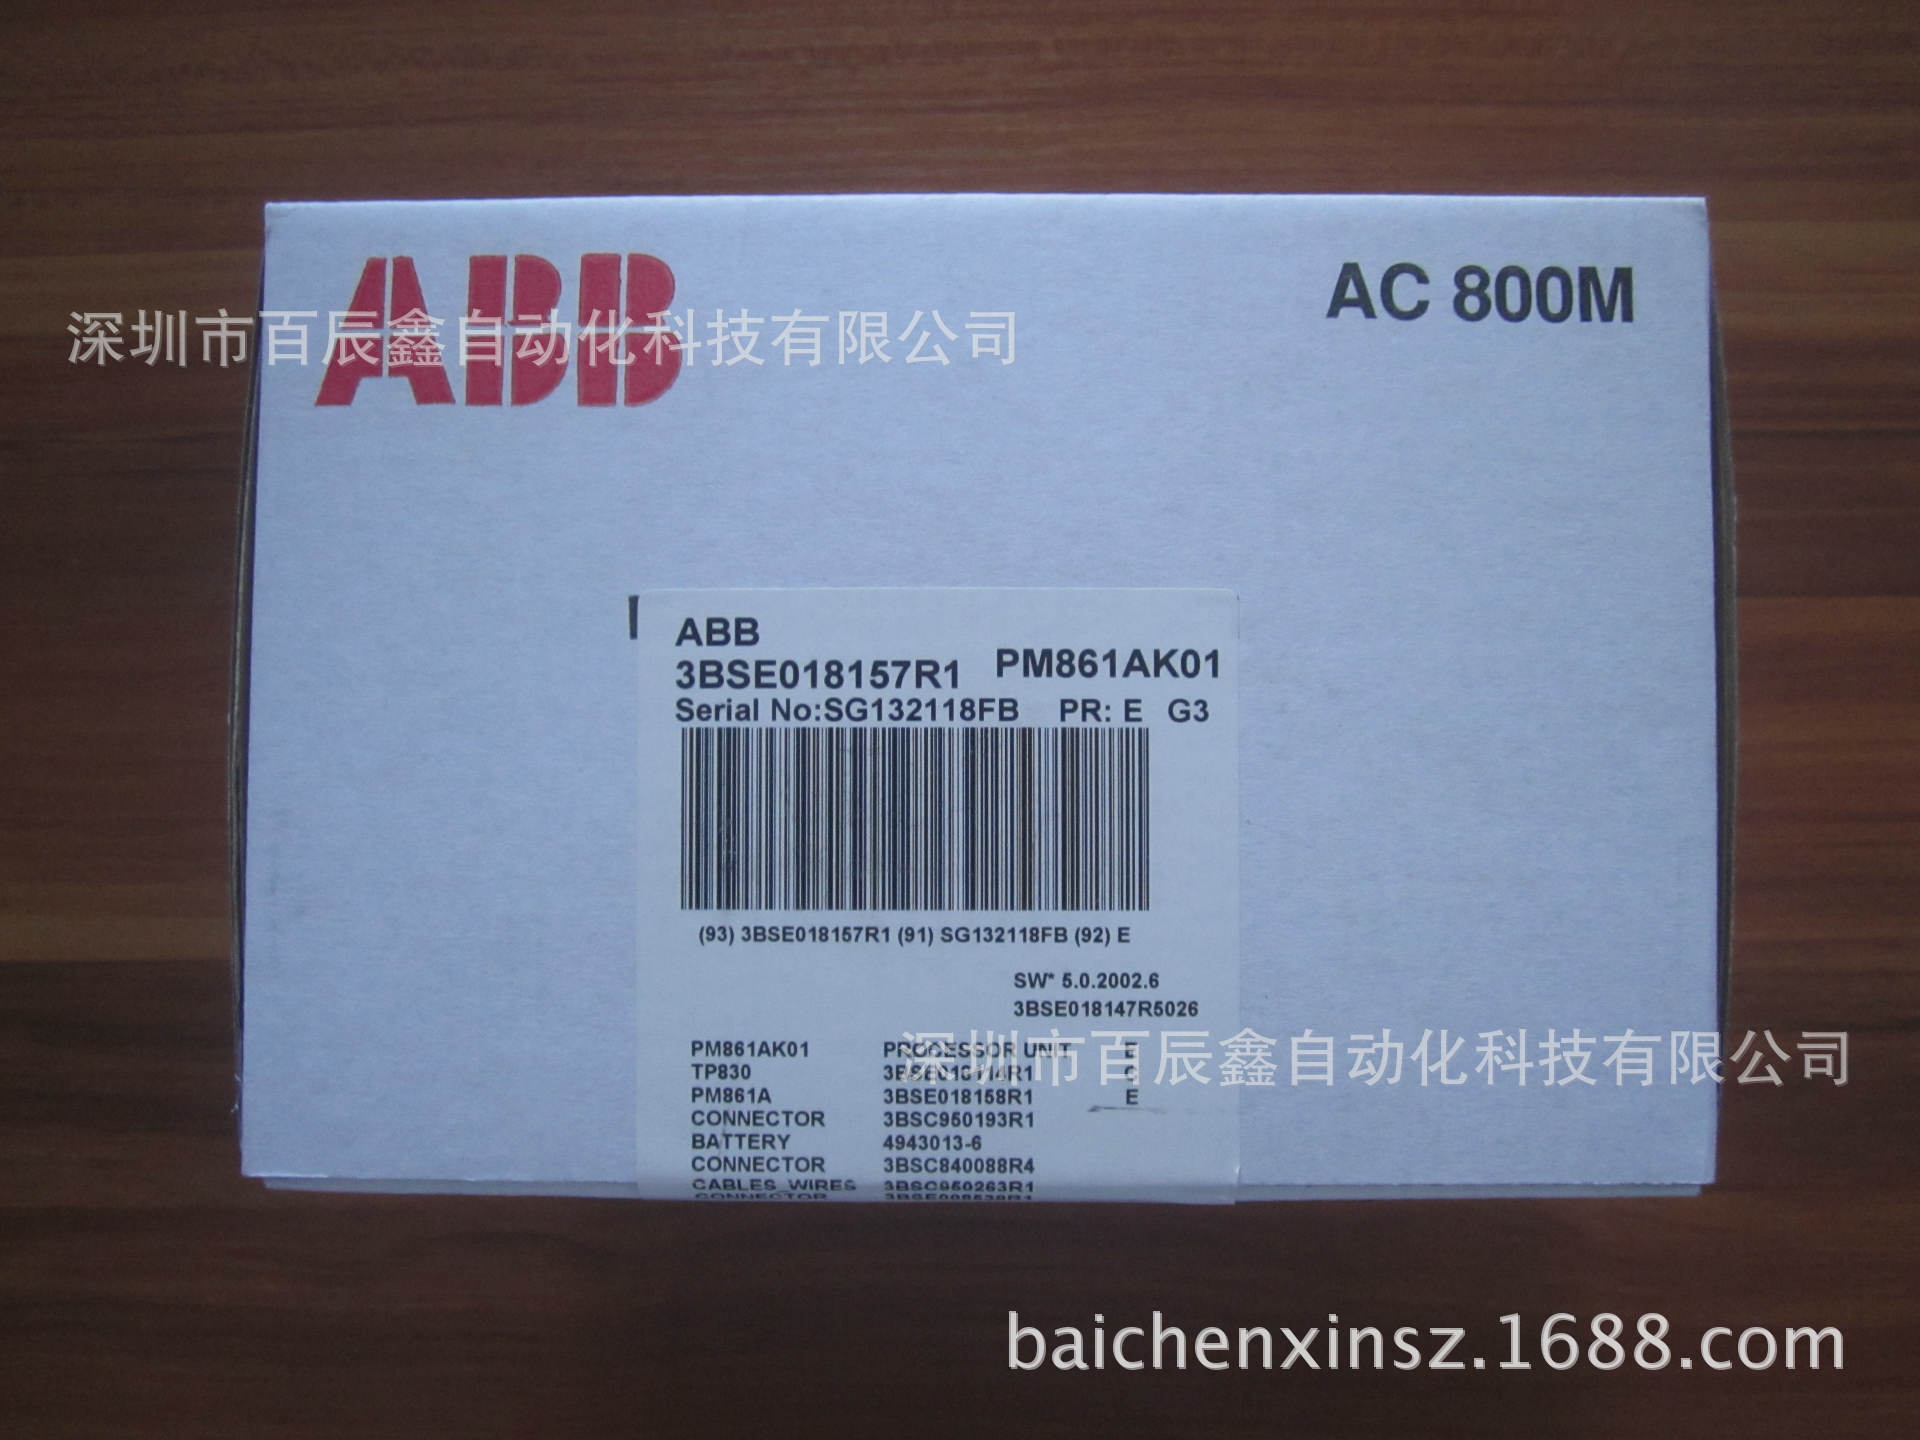 ABB
AC 800M
深圳市百辰鑫自动化科技有限公司
ABB
3BSE018157R1 PM861AK01
Serial No:SG132118FB PR: E G3
(93) 3BSE018157R1 (91) SG132118FB (92) E
SW* 5.0.2002.6
3BSE018147R5026
深圳市百辰鑫自动化科技有限公司
PM861AK01 PROCESSOR UNIT E
TP830
PM861A 3BSE018158R1 E
CONNECTOR 3BSC950193R1
BATTERY 4943013-6
CONNECTOR 3BSC840088R4
CABLES_WIRES 3BSC950263R1
CONNECTOR
baichenxinsz.1688.com